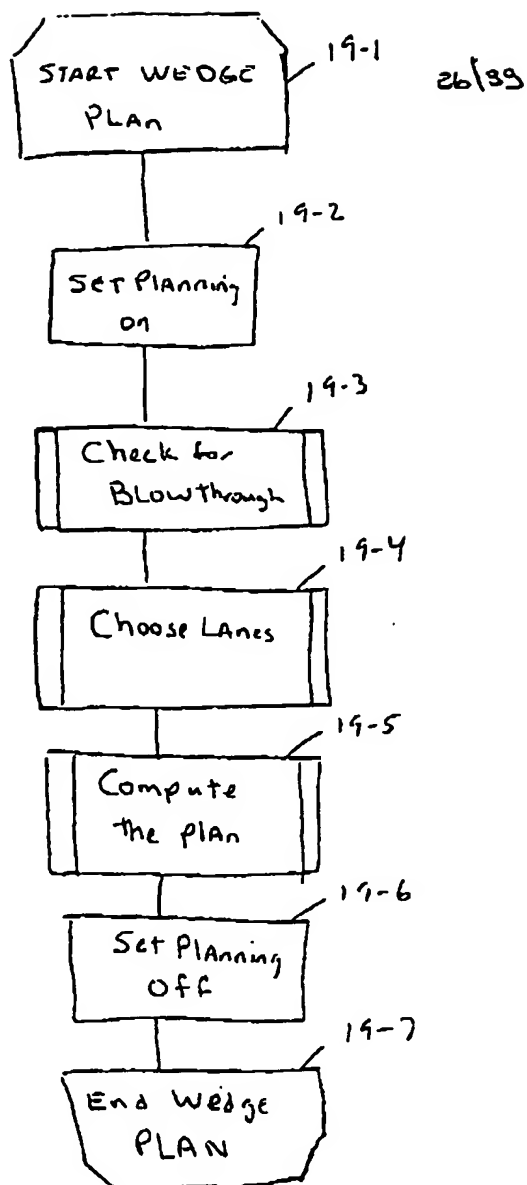 19-1
26/99
START WEDGE
PLAN
19-2
Set Planning
on
19-3
Check for
Blowthrough
19-4
Choose Lanes
19-5
Compute
the plan
19-6
Set Planning
Off
19-7
End Wedge
PLAN